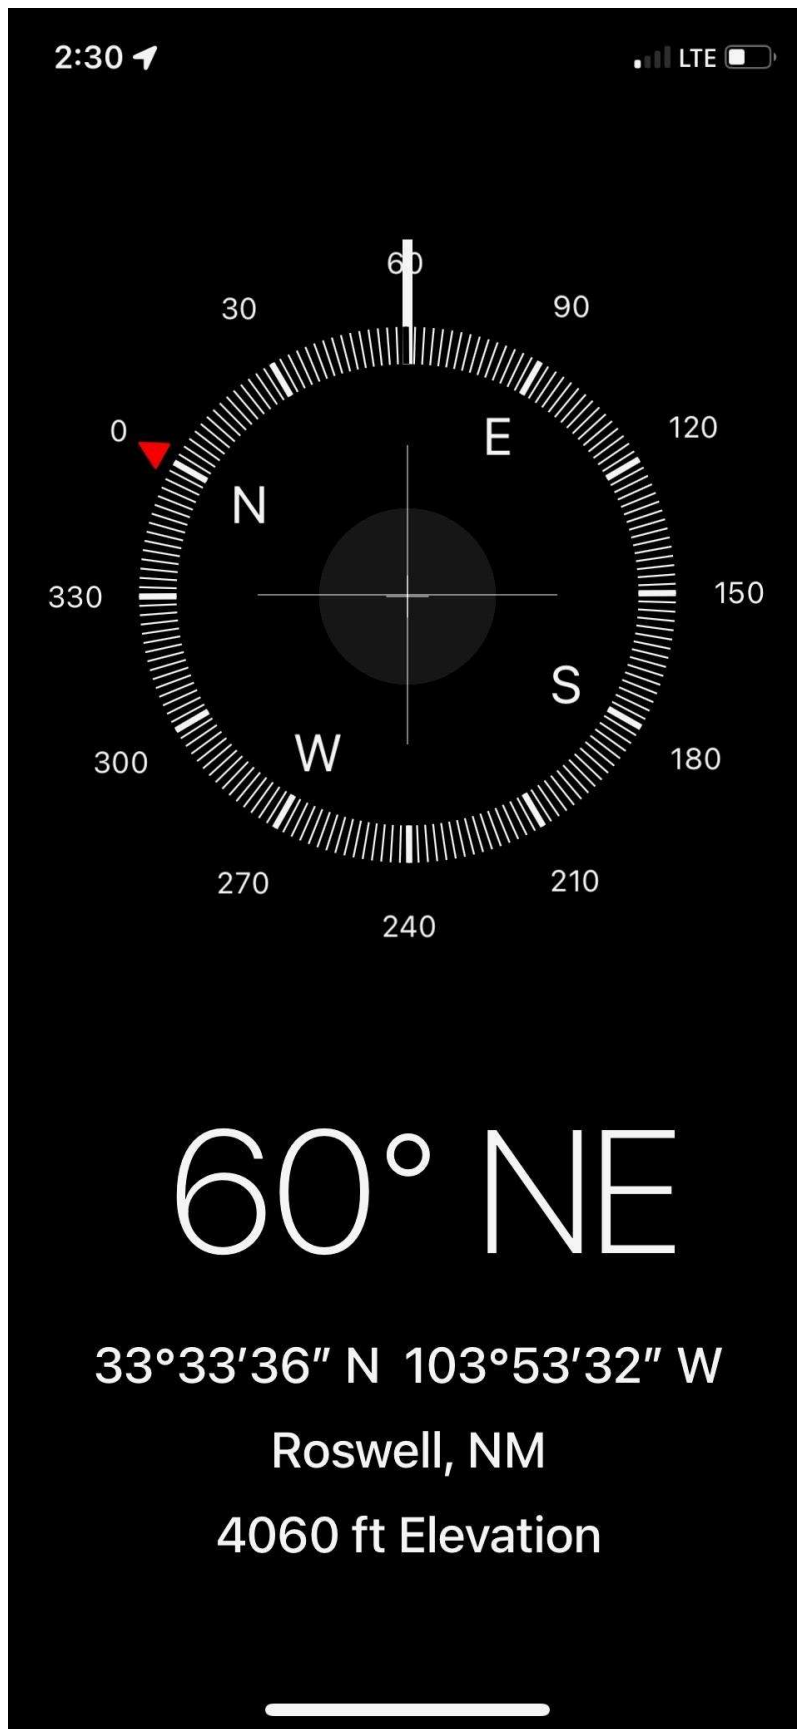 2:30 LTE
60
30 90
0 120
N E
330 150
W S
300 180
270 210
240
60° NE
33°33′36″ N 103°53′32″ W
Roswell, NM
4060 ft Elevation